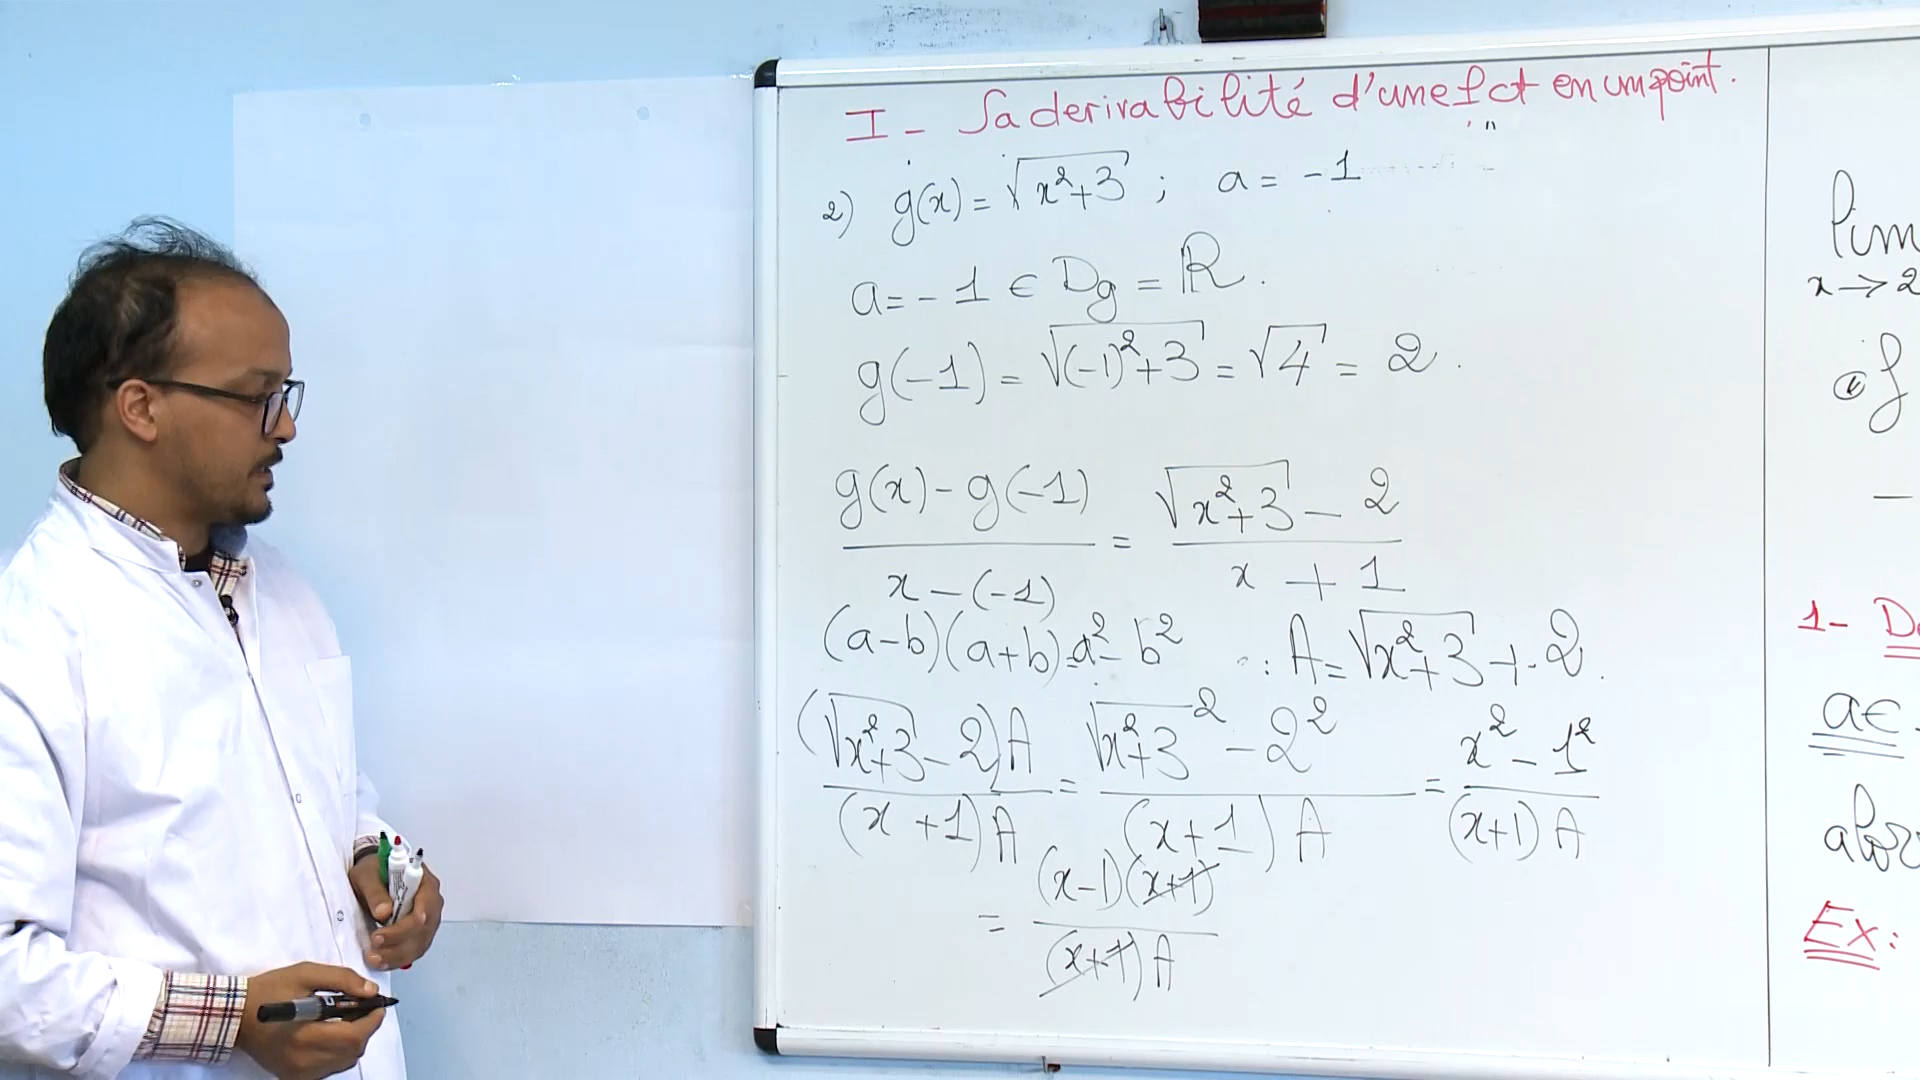 I - La derivabilité d'une fct en un point.
2) g(x) = √(x²+3) ; a = -1
a = -1 ∈ Dg = ℝ.
g(-1) = √((-1)²+3) = √4 = 2.
(g(x) - g(-1)) / (x - (-1)) = (√(x²+3) - 2) / (x + 1)
(a-b)(a+b) = a² - b² ∴ A = √(x²+3) + 2.
((√(x²+3) - 2)A) / ((x+1)A) = (√(x²+3)² - 2²) / ((x+1)A) = (x² - 1²) / ((x+1)A)
= ((x-1)(x+1)) / ((x+1)A)
lim
x→2
f
1- D
a∈
alor
Ex: